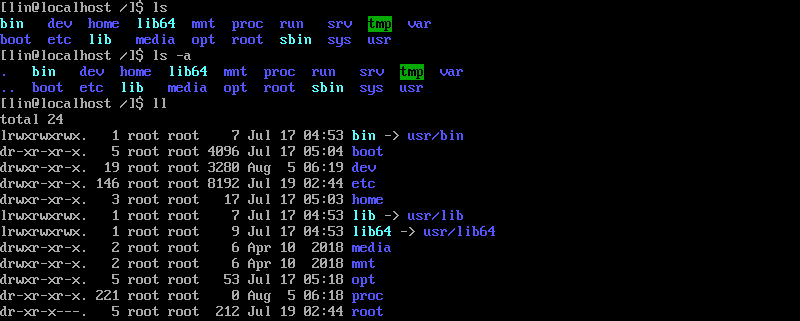 [lin@localhost /]$ ls
bin   dev  home  lib64  mnt  proc  run   srv  tmp  var
boot  etc  lib   media  opt  root  sbin  sys  usr
[lin@localhost /]$ ls -a
.   bin   dev  home  lib64  mnt  proc  run   srv  tmp  var
..  boot  etc  lib   media  opt  root  sbin  sys  usr
[lin@localhost /]$ ll
total 24
lrwxrwxrwx.   1 root root    7 Jul 17 04:53 bin -> usr/bin
dr-xr-xr-x.   5 root root 4096 Jul 17 05:04 boot
drwxr-xr-x.  19 root root 3280 Aug  5 06:19 dev
drwxr-xr-x. 146 root root 8192 Jul 19 02:44 etc
drwxr-xr-x.   3 root root   17 Jul 17 05:03 home
lrwxrwxrwx.   1 root root    7 Jul 17 04:53 lib -> usr/lib
lrwxrwxrwx.   1 root root    9 Jul 17 04:53 lib64 -> usr/lib64
drwxr-xr-x.   2 root root    6 Apr 10  2018 media
drwxr-xr-x.   2 root root    6 Apr 10  2018 mnt
drwxr-xr-x.   5 root root   53 Jul 17 05:18 opt
dr-xr-xr-x. 221 root root    0 Aug  5 06:18 proc
dr-xr-x---.   5 root root  212 Jul 19 02:44 root